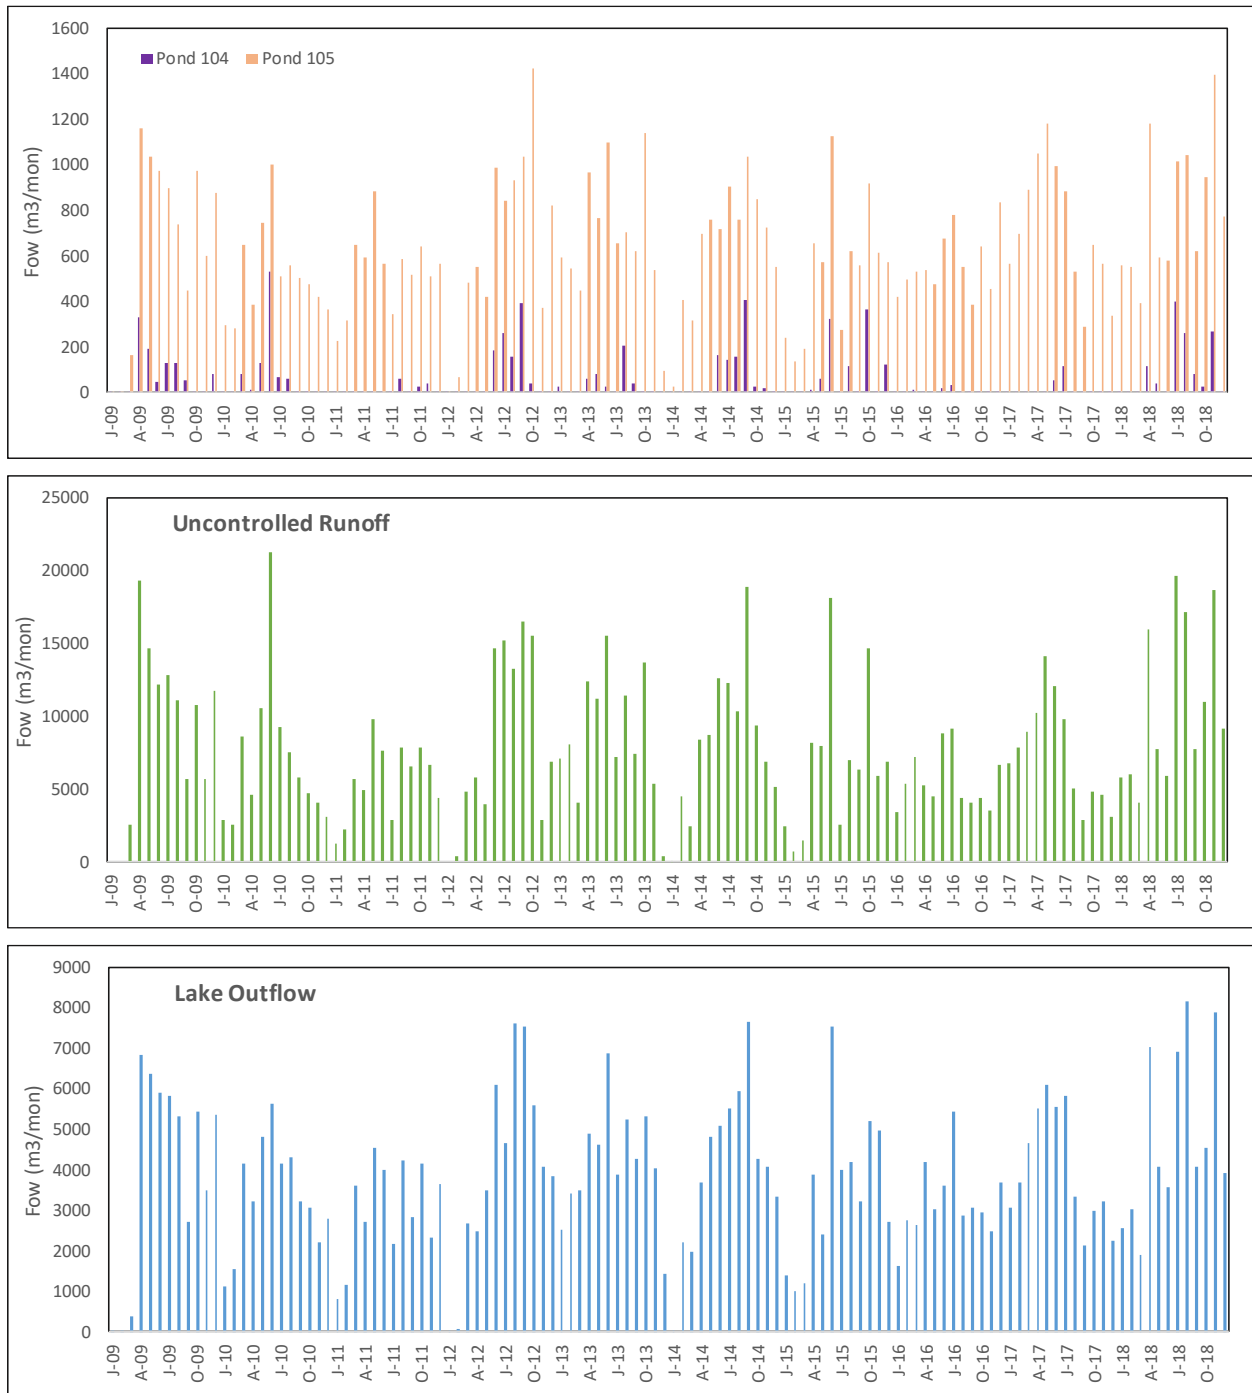 1600
1400
1200
1000
800
600
400
200
0
Fow (m3/mon)
Pond 104 Pond 105
J-09 A-09 J-09 O-09 J-10 A-10 J-10 O-10 J-11 A-11 J-11 O-11 J-12 A-12 J-12 O-12 J-13 A-13 J-13 O-13 J-14 A-14 J-14 O-14 J-15 A-15 J-15 O-15 J-16 A-16 J-16 O-16 J-17 A-17 J-17 O-17 J-18 A-18 J-18 O-18
25000
20000
15000
10000
5000
0
Fow (m3/mon)
Uncontrolled Runoff
J-09 A-09 J-09 O-09 J-10 A-10 J-10 O-10 J-11 A-11 J-11 O-11 J-12 A-12 J-12 O-12 J-13 A-13 J-13 O-13 J-14 A-14 J-14 O-14 J-15 A-15 J-15 O-15 J-16 A-16 J-16 O-16 J-17 A-17 J-17 O-17 J-18 A-18 J-18 O-18
9000
8000
7000
6000
5000
4000
3000
2000
1000
0
Fow (m3/mon)
Lake Outflow
J-09 A-09 J-09 O-09 J-10 A-10 J-10 O-10 J-11 A-11 J-11 O-11 J-12 A-12 J-12 O-12 J-13 A-13 J-13 O-13 J-14 A-14 J-14 O-14 J-15 A-15 J-15 O-15 J-16 A-16 J-16 O-16 J-17 A-17 J-17 O-17 J-18 A-18 J-18 O-18